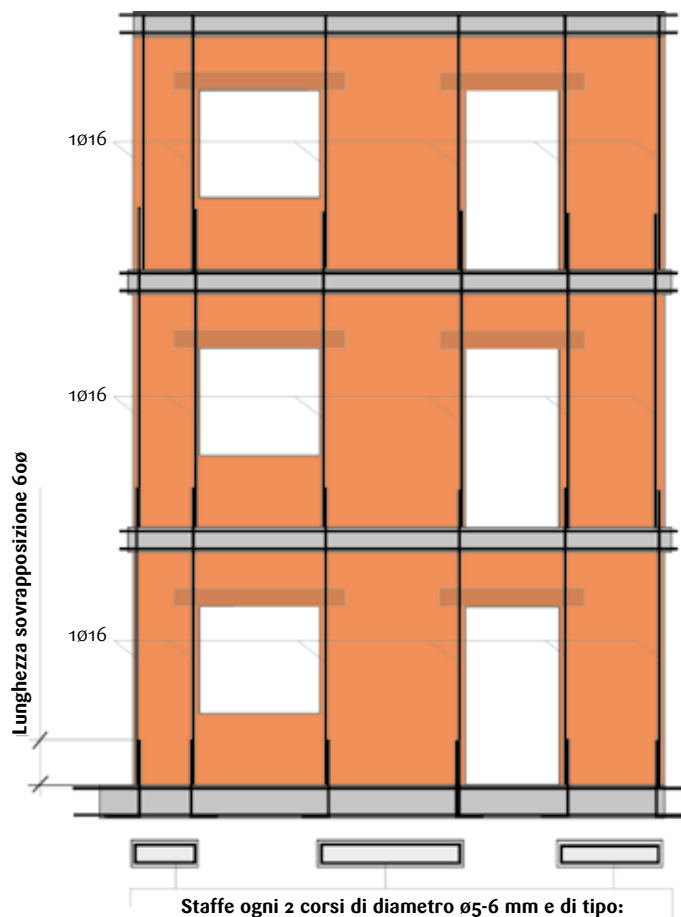 1ø16
1ø16
Lunghezza sovrapposizione 60ø
1ø16
Staffe ogni 2 corsi di diametro ø5-6 mm e di tipo: